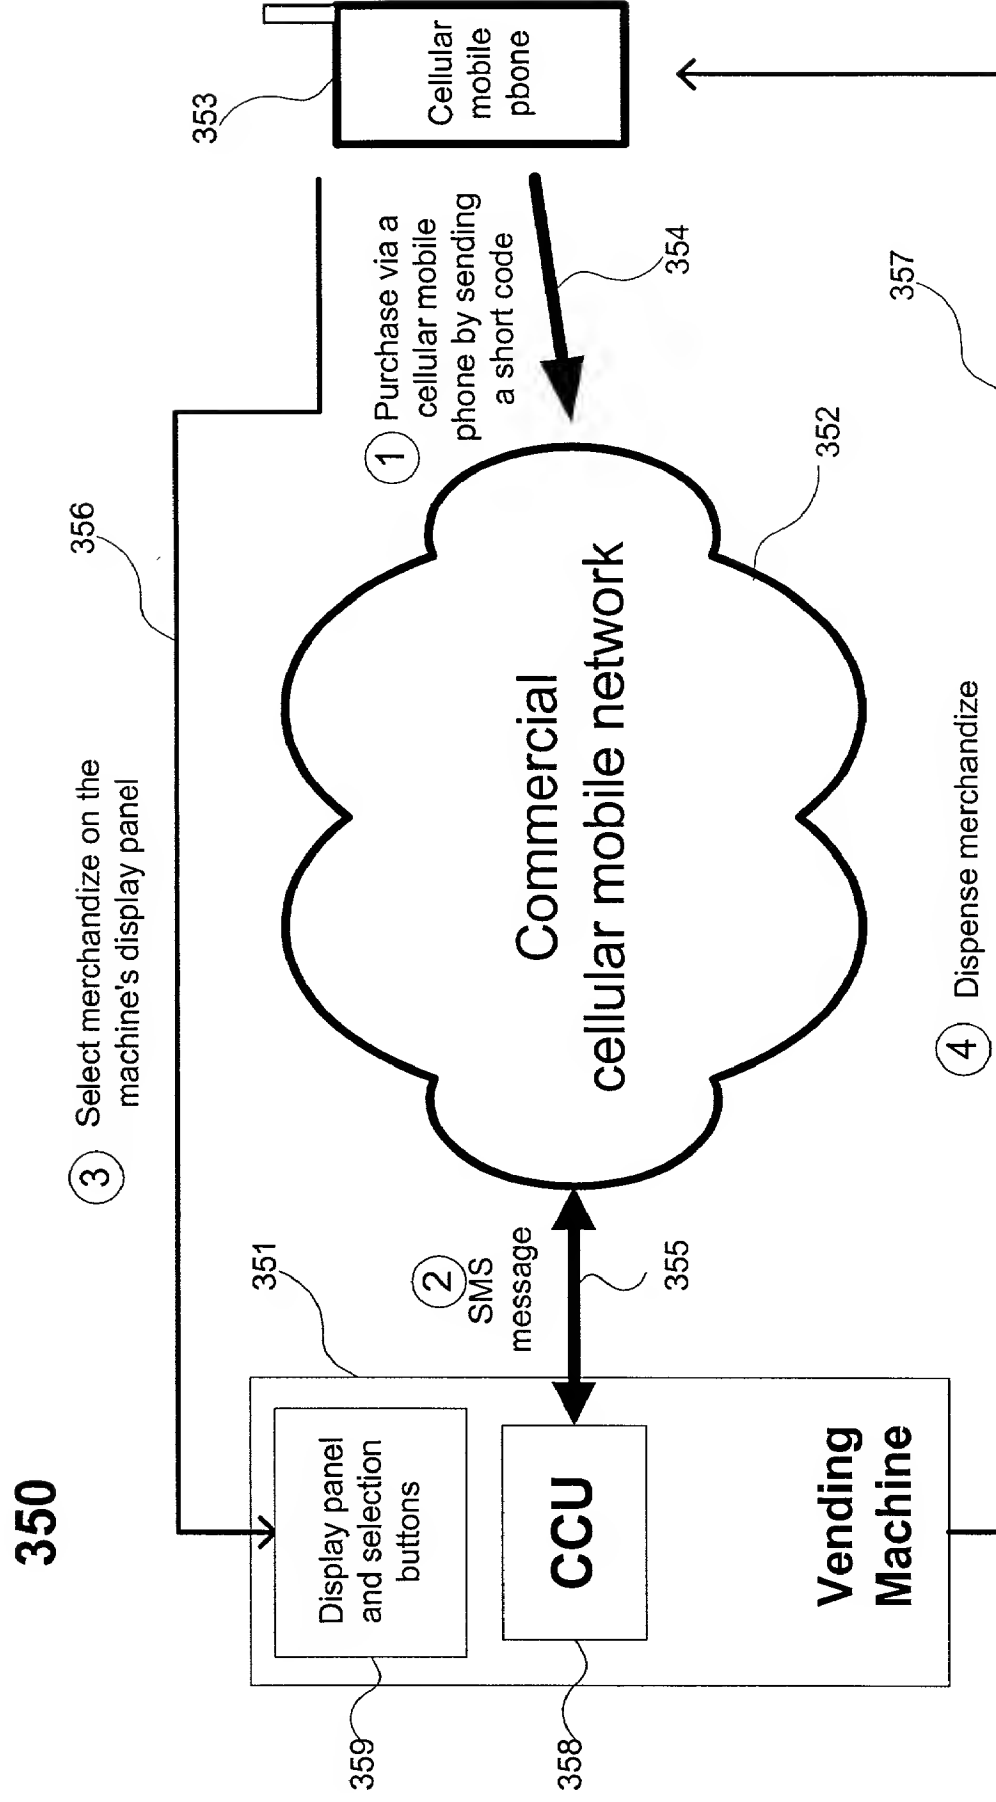 350
356
3 Select merchandize on the
machine's display panel
353
Cellular
mobile
pbone
1 Purchase via a
cellular mobile
phone by sending
a short code
354
351
2
SMS
message
355
Commercial
cellular mobile network
352
359
Display panel
and selection
buttons
358
CCU
Vending
Machine
357
4 Dispense merchandize